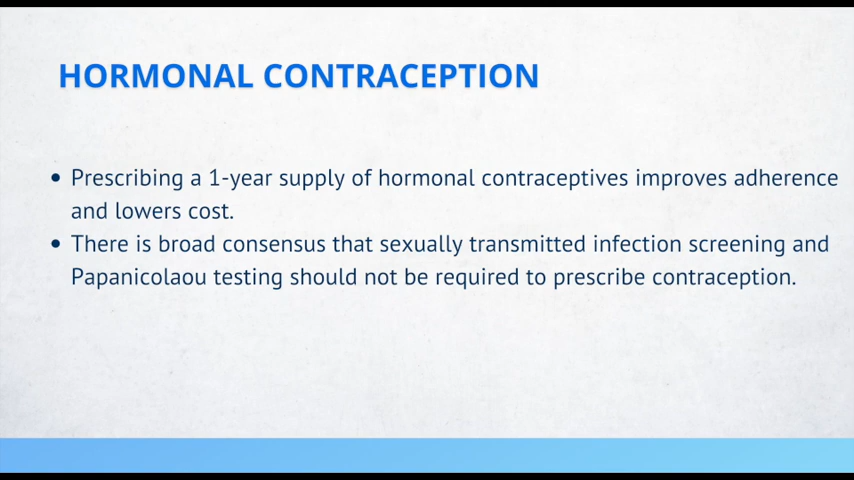 HORMONAL CONTRACEPTION
• Prescribing a 1-year supply of hormonal contraceptives improves adherence
and lowers cost.
• There is broad consensus that sexually transmitted infection screening and
Papanicolaou testing should not be required to prescribe contraception.